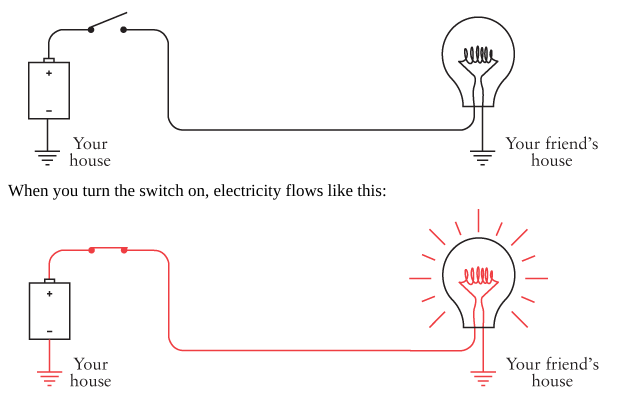 +
−
Your
house
Your friend’s
house
When you turn the switch on, electricity flows like this:
+
−
Your
house
Your friend’s
house